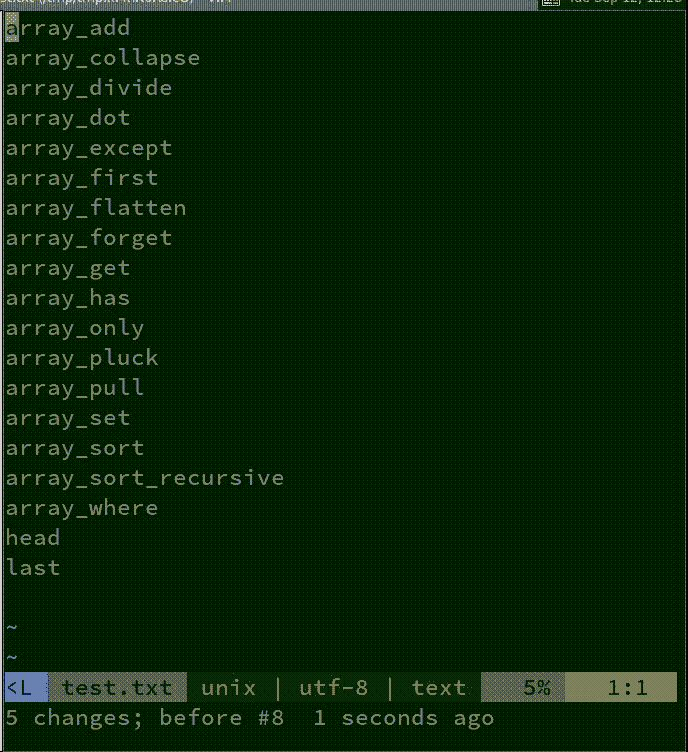 array_add
array_collapse
array_divide
array_dot
array_except
array_first
array_flatten
array_forget
array_get
array_has
array_only
array_pluck
array_pull
array_set
array_sort
array_sort_recursive
array_where
head
last
~
~
<L test.txt unix | utf-8 | text 5% 1:1
5 changes; before #8 1 seconds ago